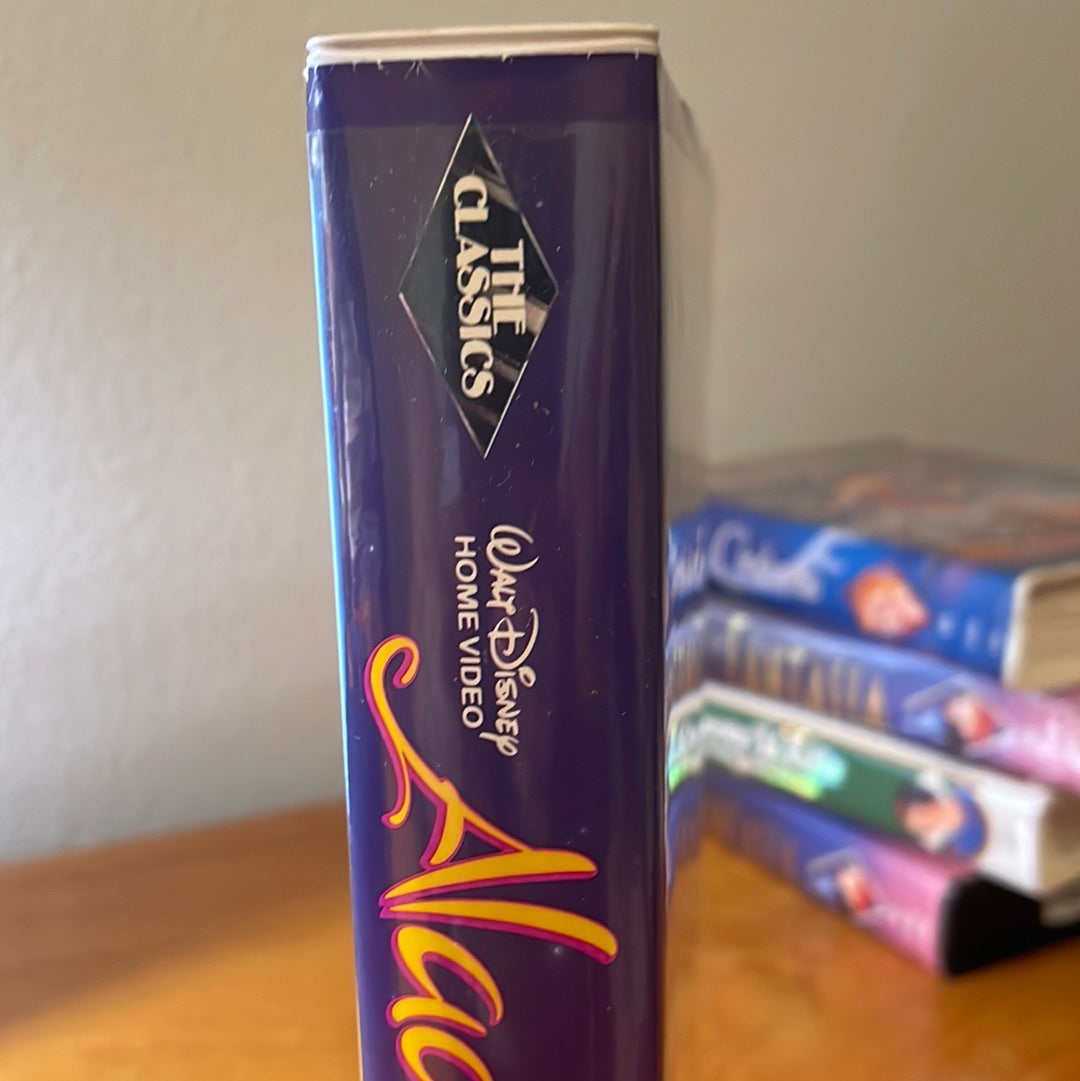 THE
CLASSICS
WALT DISNEY
HOME VIDEO
Alad
FANTASIA